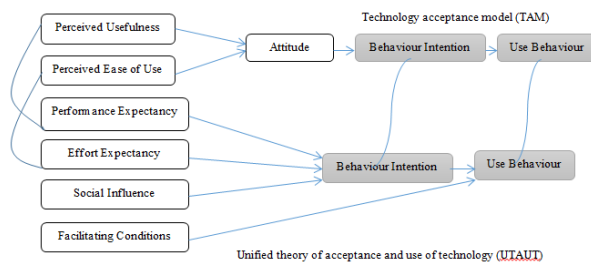 Technology acceptance model (TAM)
Perceived Usefulness
Attitude
Behaviour Intention
Use Behaviour
Perceived Ease of Use
Performance Expectancy
Effort Expectancy
Behaviour Intention
Use Behaviour
Social Influence
Facilitating Conditions
Unified theory of acceptance and use of technology (UTAUT)